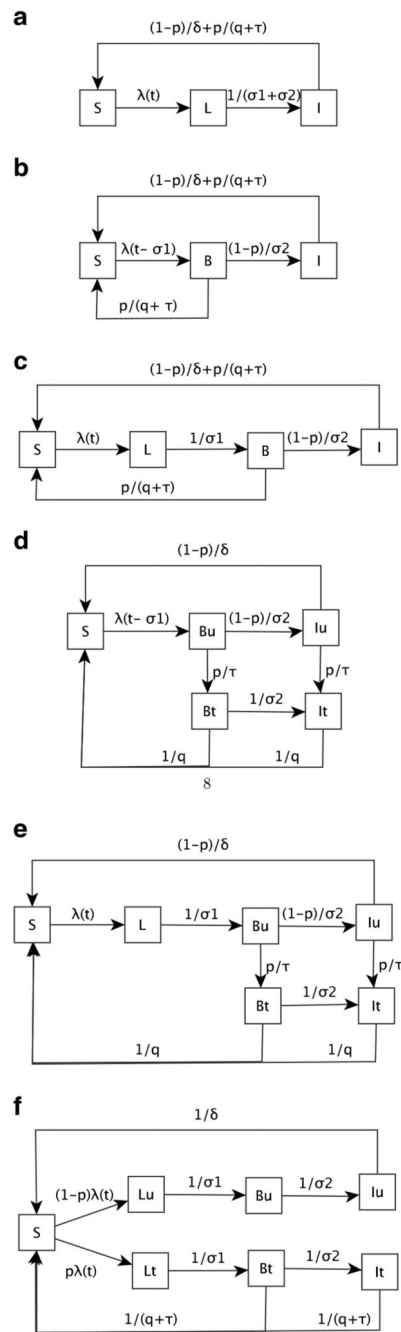 a
(1-p)/δ+p/(q+τ)
S λ(t) L 1/(σ1+σ2) I
b
(1-p)/δ+p/(q+τ)
S λ(t- σ1) B (1-p)/σ2 I
p/(q+ τ)
c
(1-p)/δ+p/(q+τ)
S λ(t) L 1/σ1 B (1-p)/σ2 I
p/(q+τ)
d
(1-p)/δ
S λ(t- σ1) Bu (1-p)/σ2 Iu
p/τ p/τ
Bt 1/σ2 It
1/q 1/q
8
e
(1-p)/δ
S λ(t) L 1/σ1 Bu (1-p)/σ2 Iu
p/τ p/τ
Bt 1/σ2 It
1/q 1/q
f
1/δ
(1-p)λ(t) Lu 1/σ1 Bu 1/σ2 Iu
S
pλ(t) Lt 1/σ1 Bt 1/σ2 It
1/(q+τ) 1/(q+τ)